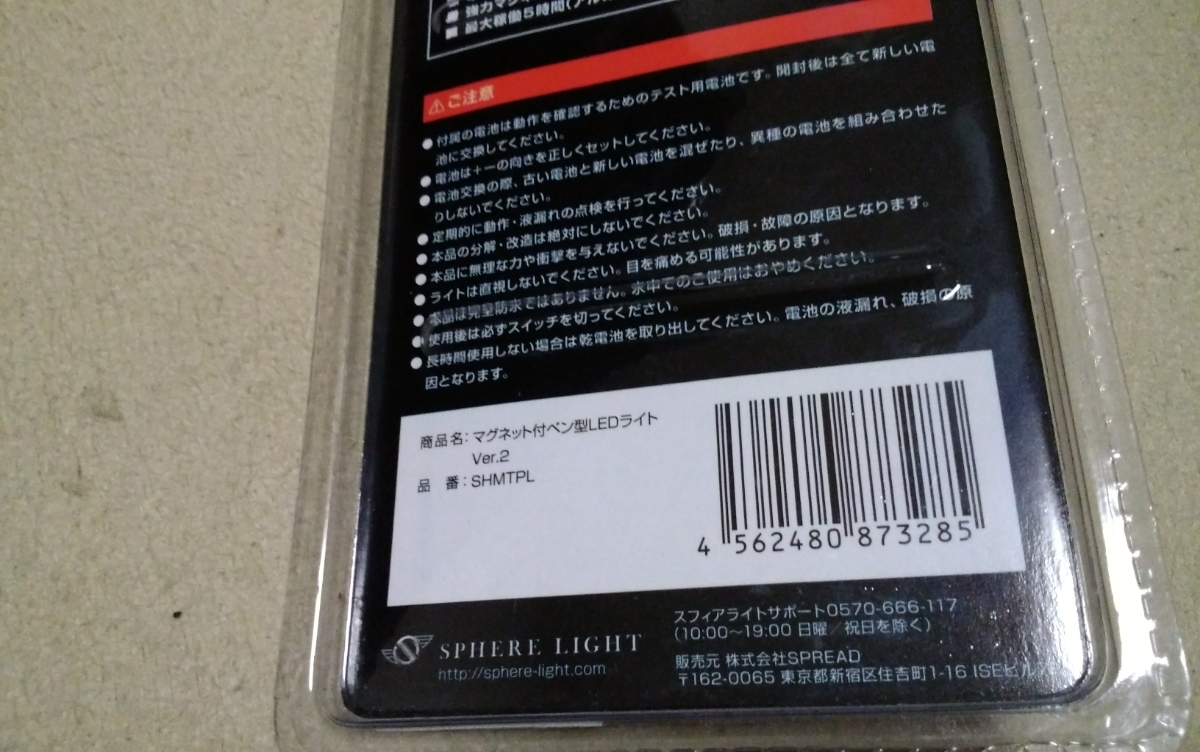 ■ 強力マグネ
■ 最大稼働5時間(アル
⚠ご注意
●付属の電池は動作を確認するためのテスト用電池です。開封後は全て新しい電
池に交換してください。
●電池は+ーの向きを正しくセットしてください。
●電池交換の際、古い電池と新しい電池を混ぜたり、異種の電池を組み合わせた
りしないでください。
●定期的に動作・液漏れの点検を行ってください。
●本品の分解・改造は絶対にしないでください。
●本品に無理な力や衝撃を与えないでください。破損・故障の原因となります。
●ライトは直視しないでください。目を痛める可能性があります。
●本品は完全防水ではありません。水中でのご使用はおやめください。
●使用後は必ずスイッチを切ってください。
●長時間使用しない場合は乾電池を取り出してください。電池の液漏れ、破損の原
因となります。
商品名:マグネット付ペン型LEDライト
Ver.2
品 番:SHMTPL
4 562480 873285
SPHERE LIGHT
http://sphere-light.com
スフィアライトサポート0570-666-117
(10:00〜19:00 日曜/祝日を除く)
販売元 株式会社SPREAD
〒162-0065 東京都新宿区住吉町1-16 ISEビル